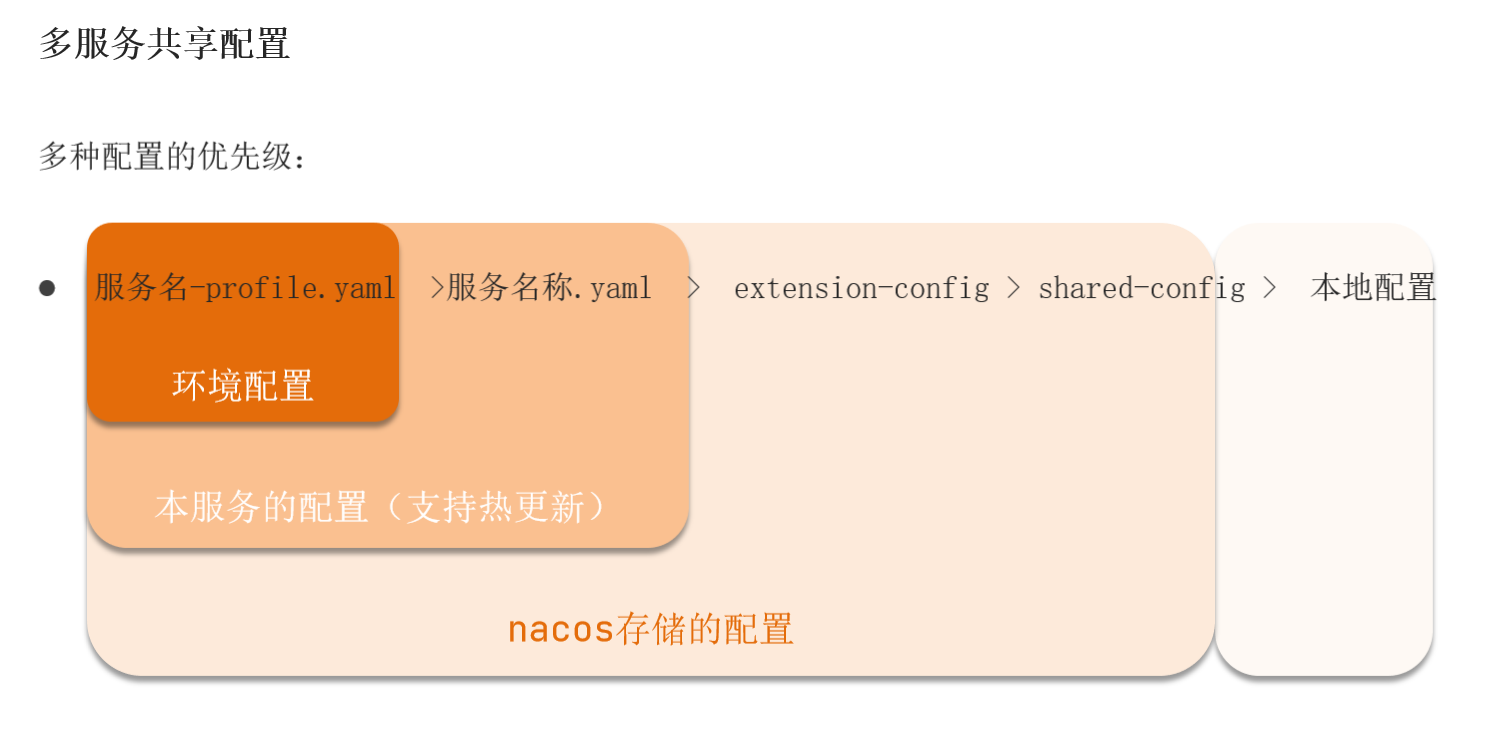 多服务共享配置
多种配置的优先级：
● 服务名-profile.yaml >服务名称.yaml > extension-config > shared-config > 本地配置
环境配置
本服务的配置（支持热更新）
nacos存储的配置